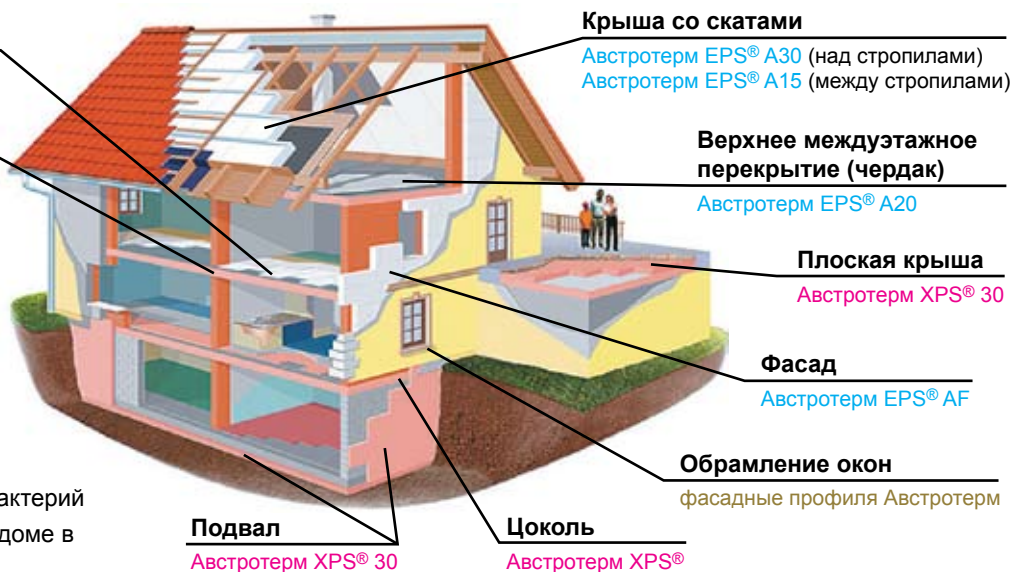 Крыша со скатами
Австротерм EPS® A30 (над стропилами)
Австротерм EPS® A15 (между стропилами)
Верхнее междуэтажное
перекрытие (чердак)
Австротерм EPS® A20
Плоская крыша
Австротерм XPS® 30
Фасад
Австротерм EPS® AF
Обрамление окон
фасадные профиля Австротерм
актерий
доме в
Подвал
Австротерм XPS® 30
Цоколь
Австротерм XPS®